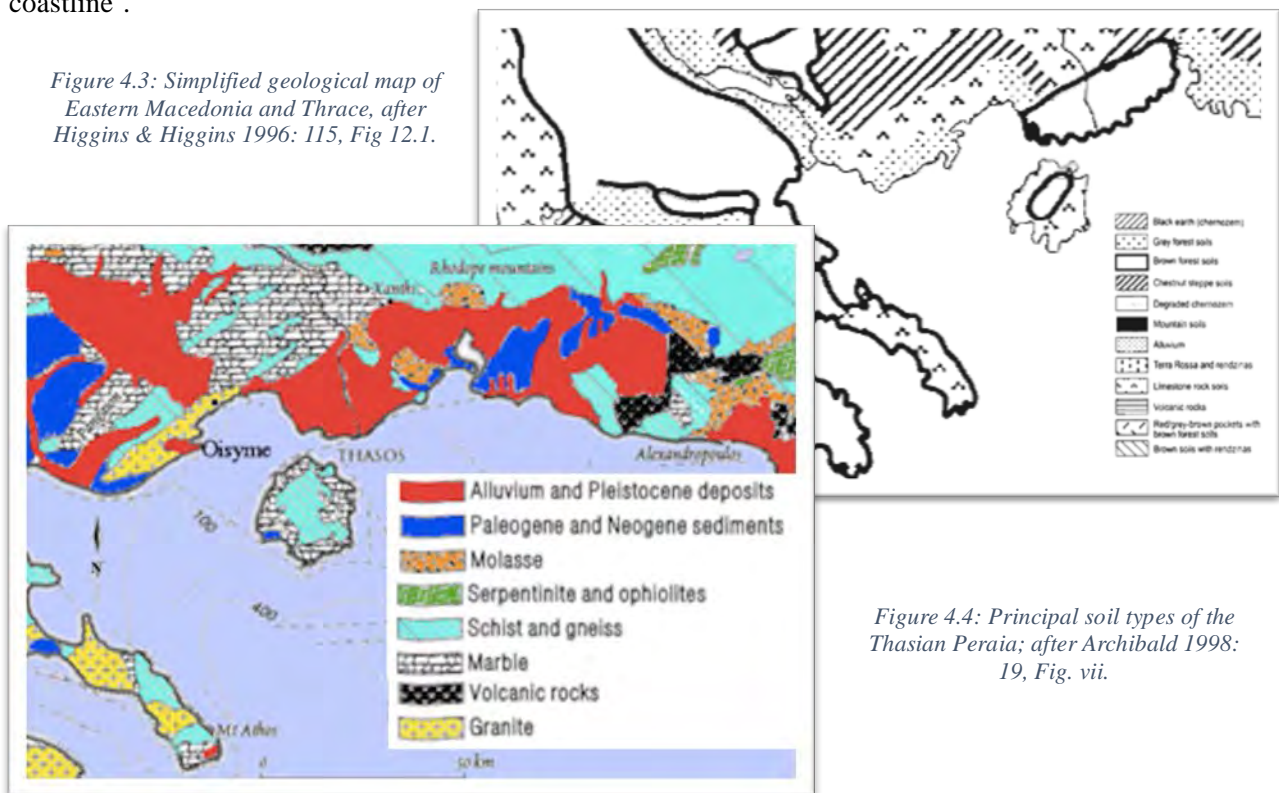 coastline'.
Figure 4.3: Simplified geological map of
Eastern Macedonia and Thrace, after
Higgins & Higgins 1996: 115, Fig 12.1.
Black earth (chernozem)
Grey forest soils
Brown forest soils
Chestnut steppe soils
Degraded chernozem
Mountain soils
Alluvium
Terra Rossa and rendzinas
Limestone rock soils
Volcanic rocks
Red/grey-brown pockets with
brown forest soils
Brown soils with rendzinas
Rhodope mountains
Xanthi
Oisyme
THASOS
Alexandropoulos
100
N
400
Mt Athos
0 50 km
Alluvium and Pleistocene deposits
Paleogene and Neogene sediments
Molasse
Serpentinite and ophiolites
Schist and gneiss
Marble
Volcanic rocks
Granite
Figure 4.4: Principal soil types of the
Thasian Peraia; after Archibald 1998:
19, Fig. vii.